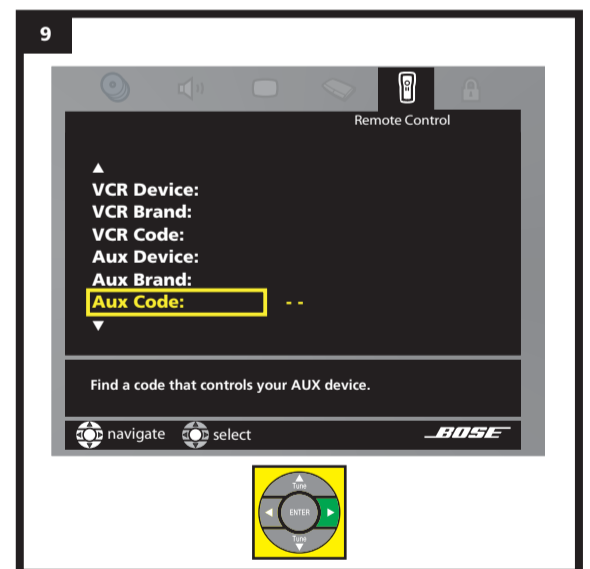 9
Remote Control
VCR Device:
VCR Brand:
VCR Code:
Aux Device:
Aux Brand:
Aux Code: - -
Find a code that controls your AUX device.
navigate select BOSE
Tune
ENTER
Tune